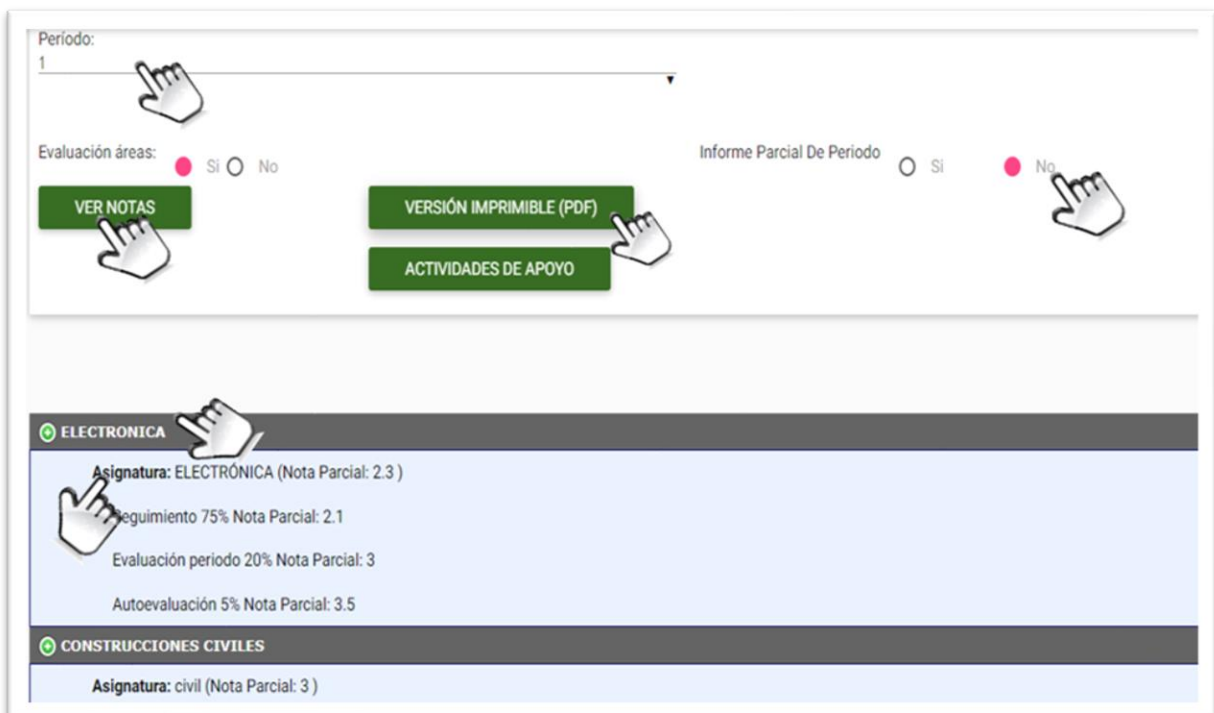 Período:
1
Evaluación áreas: Si No Informe Parcial De Periodo Si No
VER NOTAS VERSIÓN IMPRIMIBLE (PDF)
ACTIVIDADES DE APOYO
ELECTRONICA
Asignatura: ELECTRÓNICA (Nota Parcial: 2.3 )
Seguimiento 75% Nota Parcial: 2.1
Evaluación periodo 20% Nota Parcial: 3
Autoevaluación 5% Nota Parcial: 3.5
CONSTRUCCIONES CIVILES
Asignatura: civil (Nota Parcial: 3 )